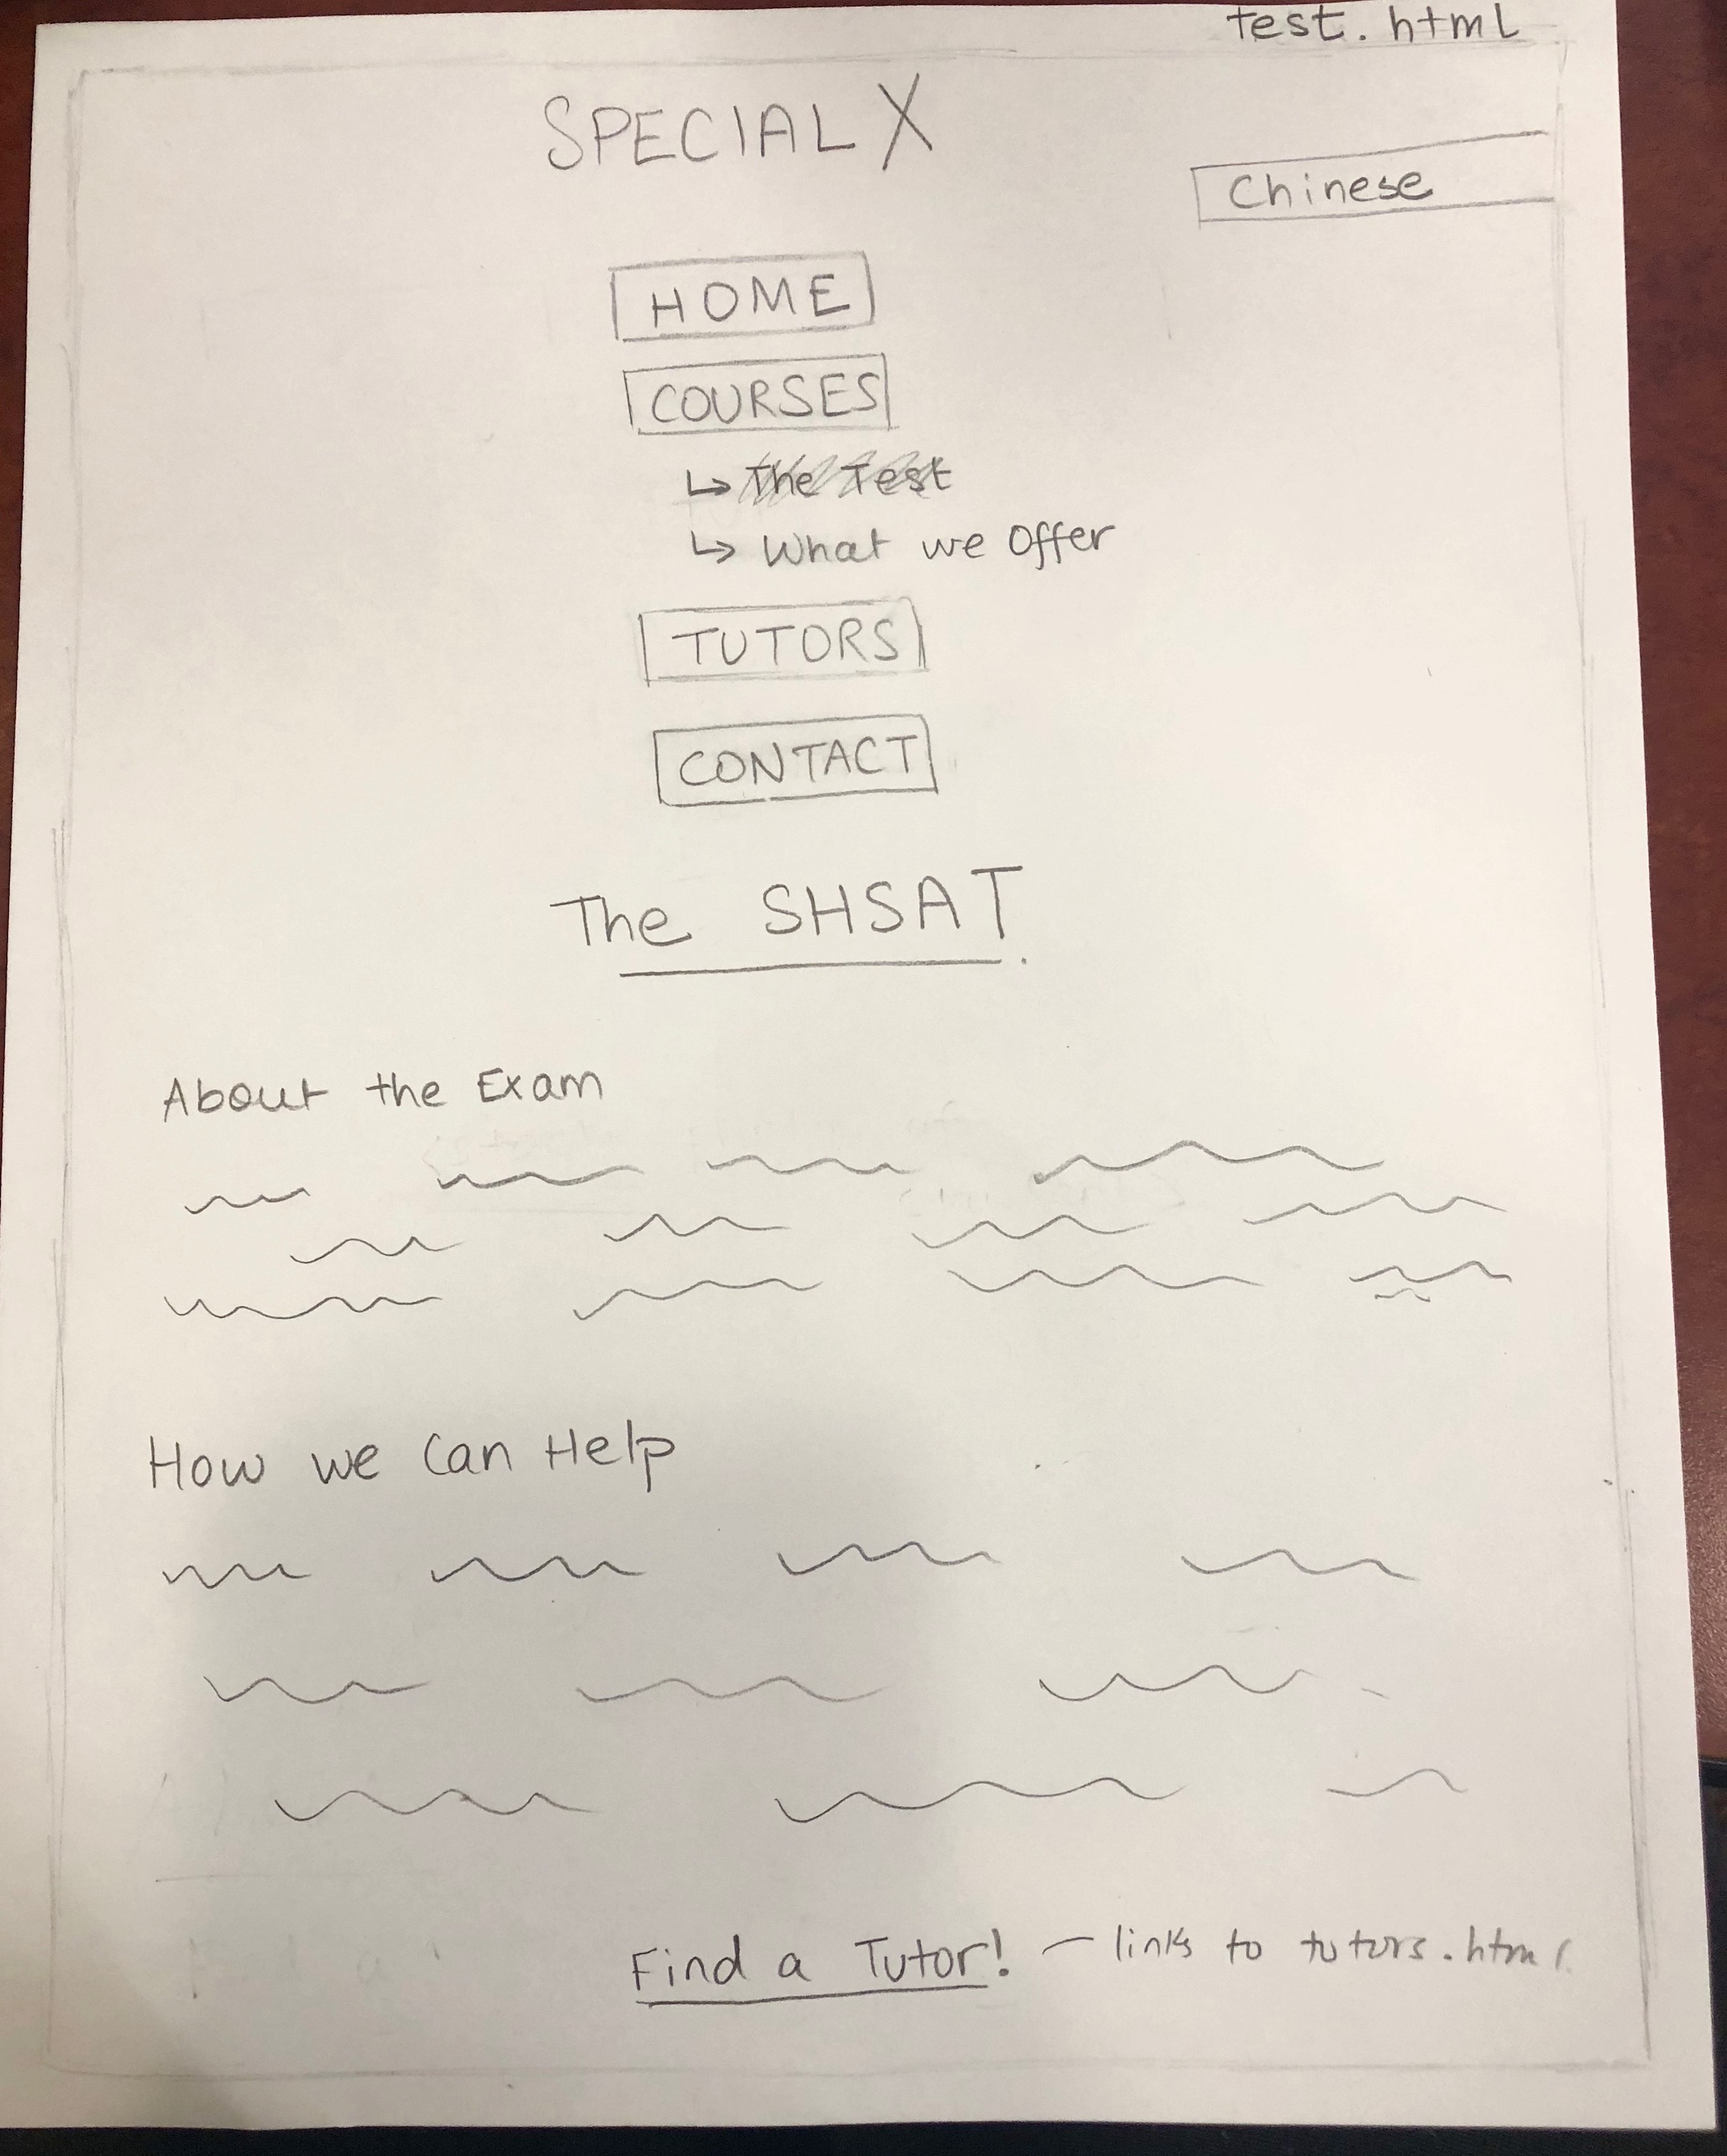 test. html
SPECIAL X
Chinese
HOME
COURSES
↳ The Test
↳ What we Offer
TUTORS
CONTACT
The SHSAT
About the Exam
How we Can Help
Find a Tutor! — links to tutors.html